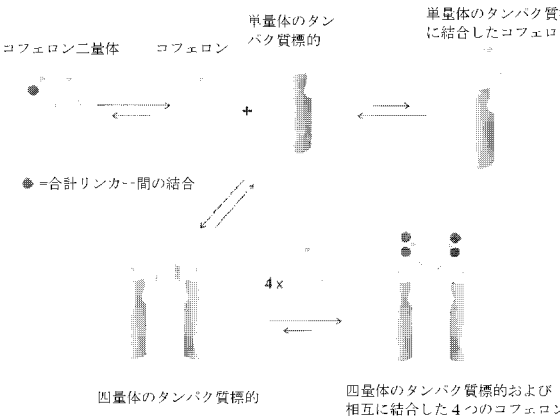 コフェロン二量体
コフェロン
単量体のタン
パク質標的
単量体のタンパク質
に結合したコフェロ
+
●=合計リンカー間の結合
4×
四量体のタンパク質標的
四量体のタンパク質標的および
相互に結合した4つのコフェロン